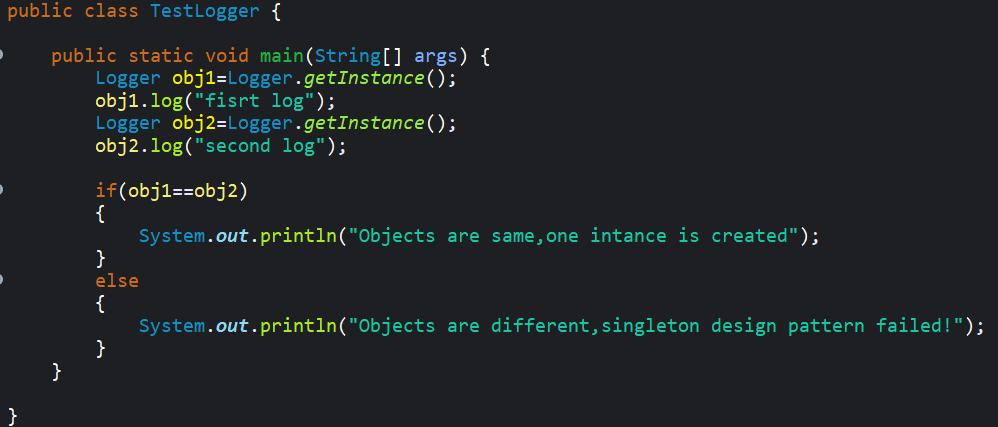 public class TestLogger {
public static void main(String[] args) {
Logger obj1=Logger.getInstance();
obj1.log("fisrt log");
Logger obj2=Logger.getInstance();
obj2.log("second log");
if(obj1==obj2)
{
System.out.println("Objects are same,one intance is created");
}
else
{
System.out.println("Objects are different,singleton design pattern failed!");
}
}
}